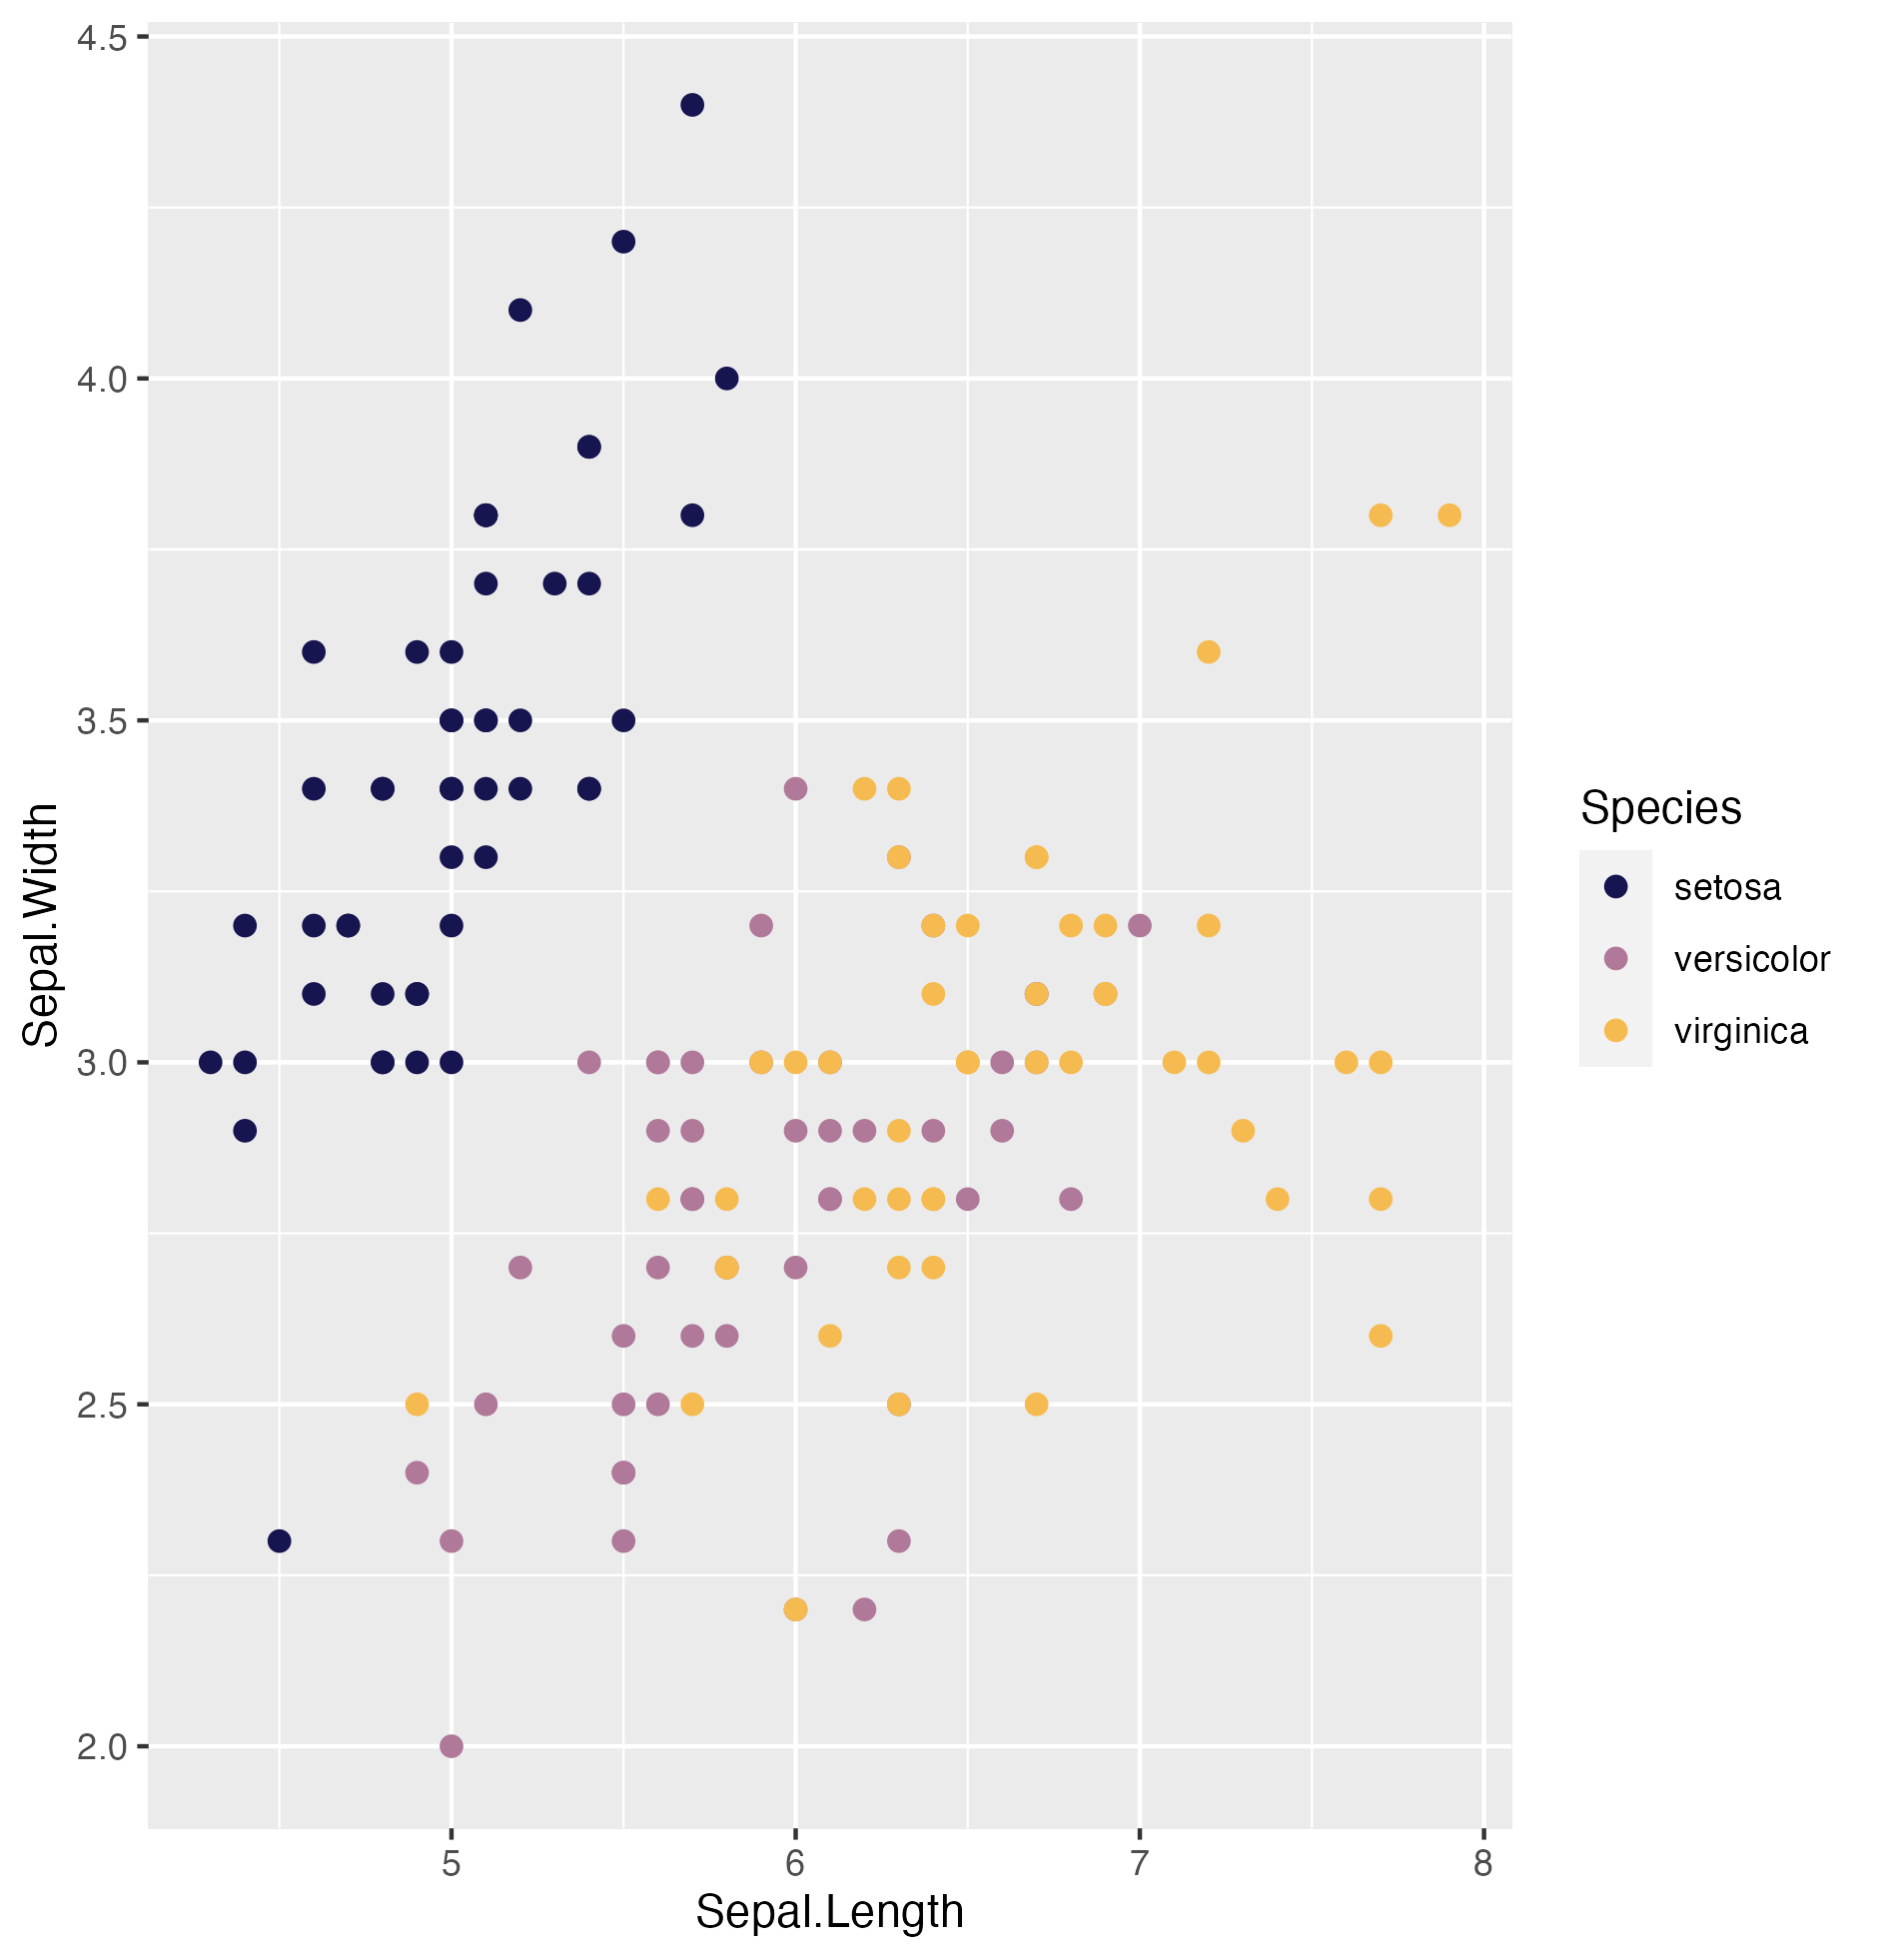 4.5
4.0
3.5
3.0
2.5
2.0
Sepal.Width
5 6 7 8
Sepal.Length
Species
setosa
versicolor
virginica